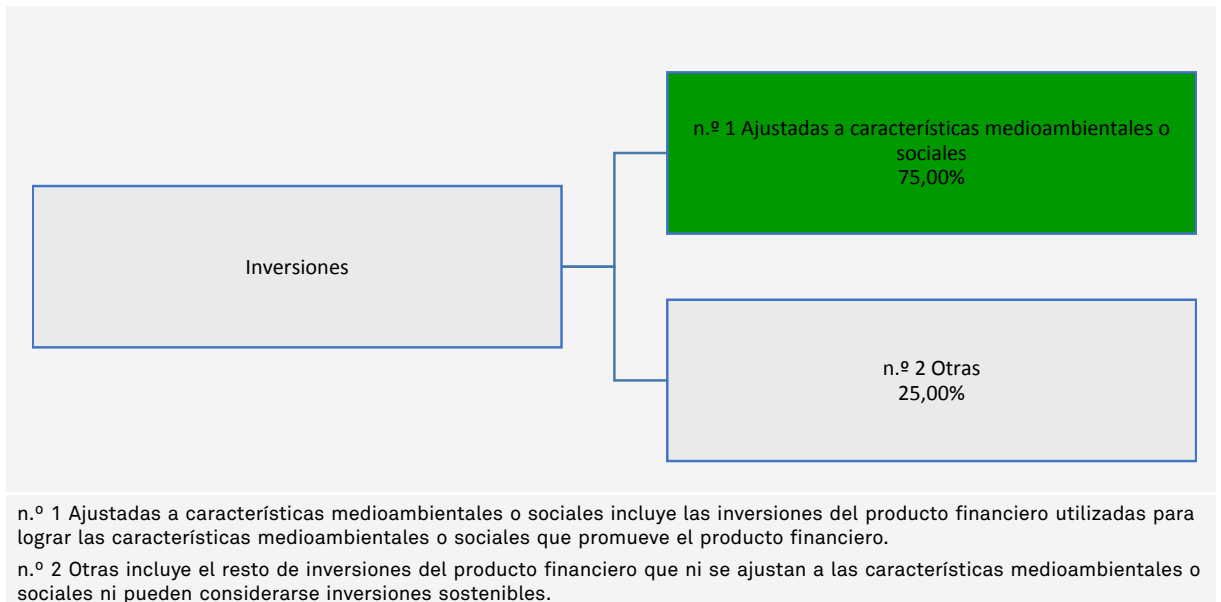 n.º 1 Ajustadas a características medioambientales o
sociales
75,00%
Inversiones
n.º 2 Otras
25,00%
n.º 1 Ajustadas a características medioambientales o sociales incluye las inversiones del producto financiero utilizadas para
lograr las características medioambientales o sociales que promueve el producto financiero.
n.º 2 Otras incluye el resto de inversiones del producto financiero que ni se ajustan a las características medioambientales o
sociales ni pueden considerarse inversiones sostenibles.